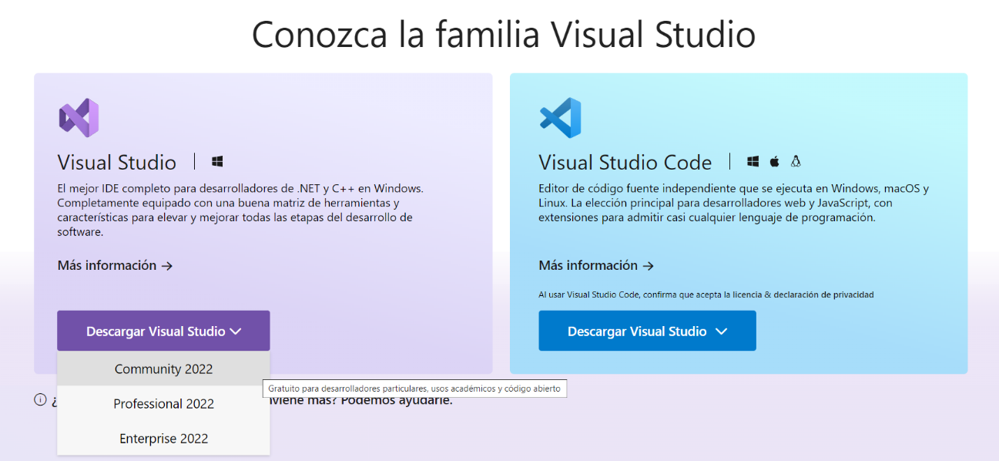 Conozca la familia Visual Studio
Visual Studio
El mejor IDE completo para desarrolladores de .NET y C++ en Windows.
Completamente equipado con una buena matriz de herramientas y
características para elevar y mejorar todas las etapas del desarrollo de
software.
Más información →
Descargar Visual Studio
Community 2022
Professional 2022
Enterprise 2022
Visual Studio Code
Editor de código fuente independiente que se ejecuta en Windows, macOS y
Linux. La elección principal para desarrolladores web y JavaScript, con
extensiones para admitir casi cualquier lenguaje de programación.
Más información →
Al usar Visual Studio Code, confirma que acepta la licencia & declaración de privacidad
Descargar Visual Studio
Gratuito para desarrolladores particulares, usos académicos y código abierto
más? Podemos ayudarle.